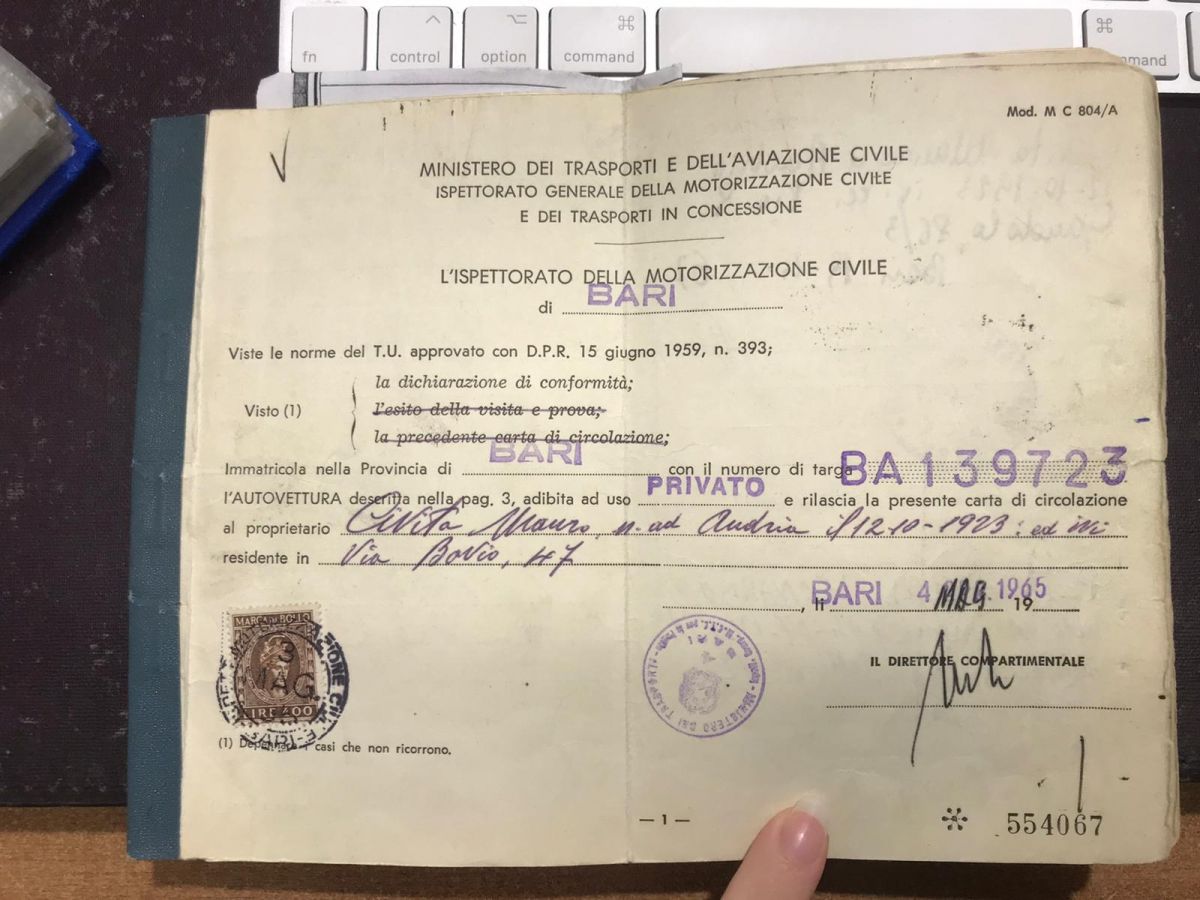 fn
control
option
⌘
command
⌘
mmand
Mod. M C 804/A
MINISTERO DEI TRASPORTI E DELL'AVIAZIONE CIVILE
ISPETTORATO GENERALE DELLA MOTORIZZAZIONE CIVILE
E DEI TRASPORTI IN CONCESSIONE
L'ISPETTORATO DELLA MOTORIZZAZIONE CIVILE
di BARI
Viste le norme del T.U. approvato con D.P.R. 15 giugno 1959, n. 393;
la dichiarazione di conformità;
Visto (1) l'esito della visita e prova;
la precedente carta di circolazione;
Immatricola nella Provincia di BARI con il numero di targa BA139723
l'AUTOVETTURA descritta nella pag. 3, adibita ad uso PRIVATO e rilascia la presente carta di circolazione
al proprietario Civita Mauro, n. ad Andria il 12-10-1923: ed ivi
residente in Via Bovio, 47
, li BARI 4 MAG. 1965 19
IL DIRETTORE COMPARTIMENTALE
MARCA DA BOLLO
3
MAG
LIRE 400
(1) Depennare i casi che non ricorrono.
— 1 —
554067